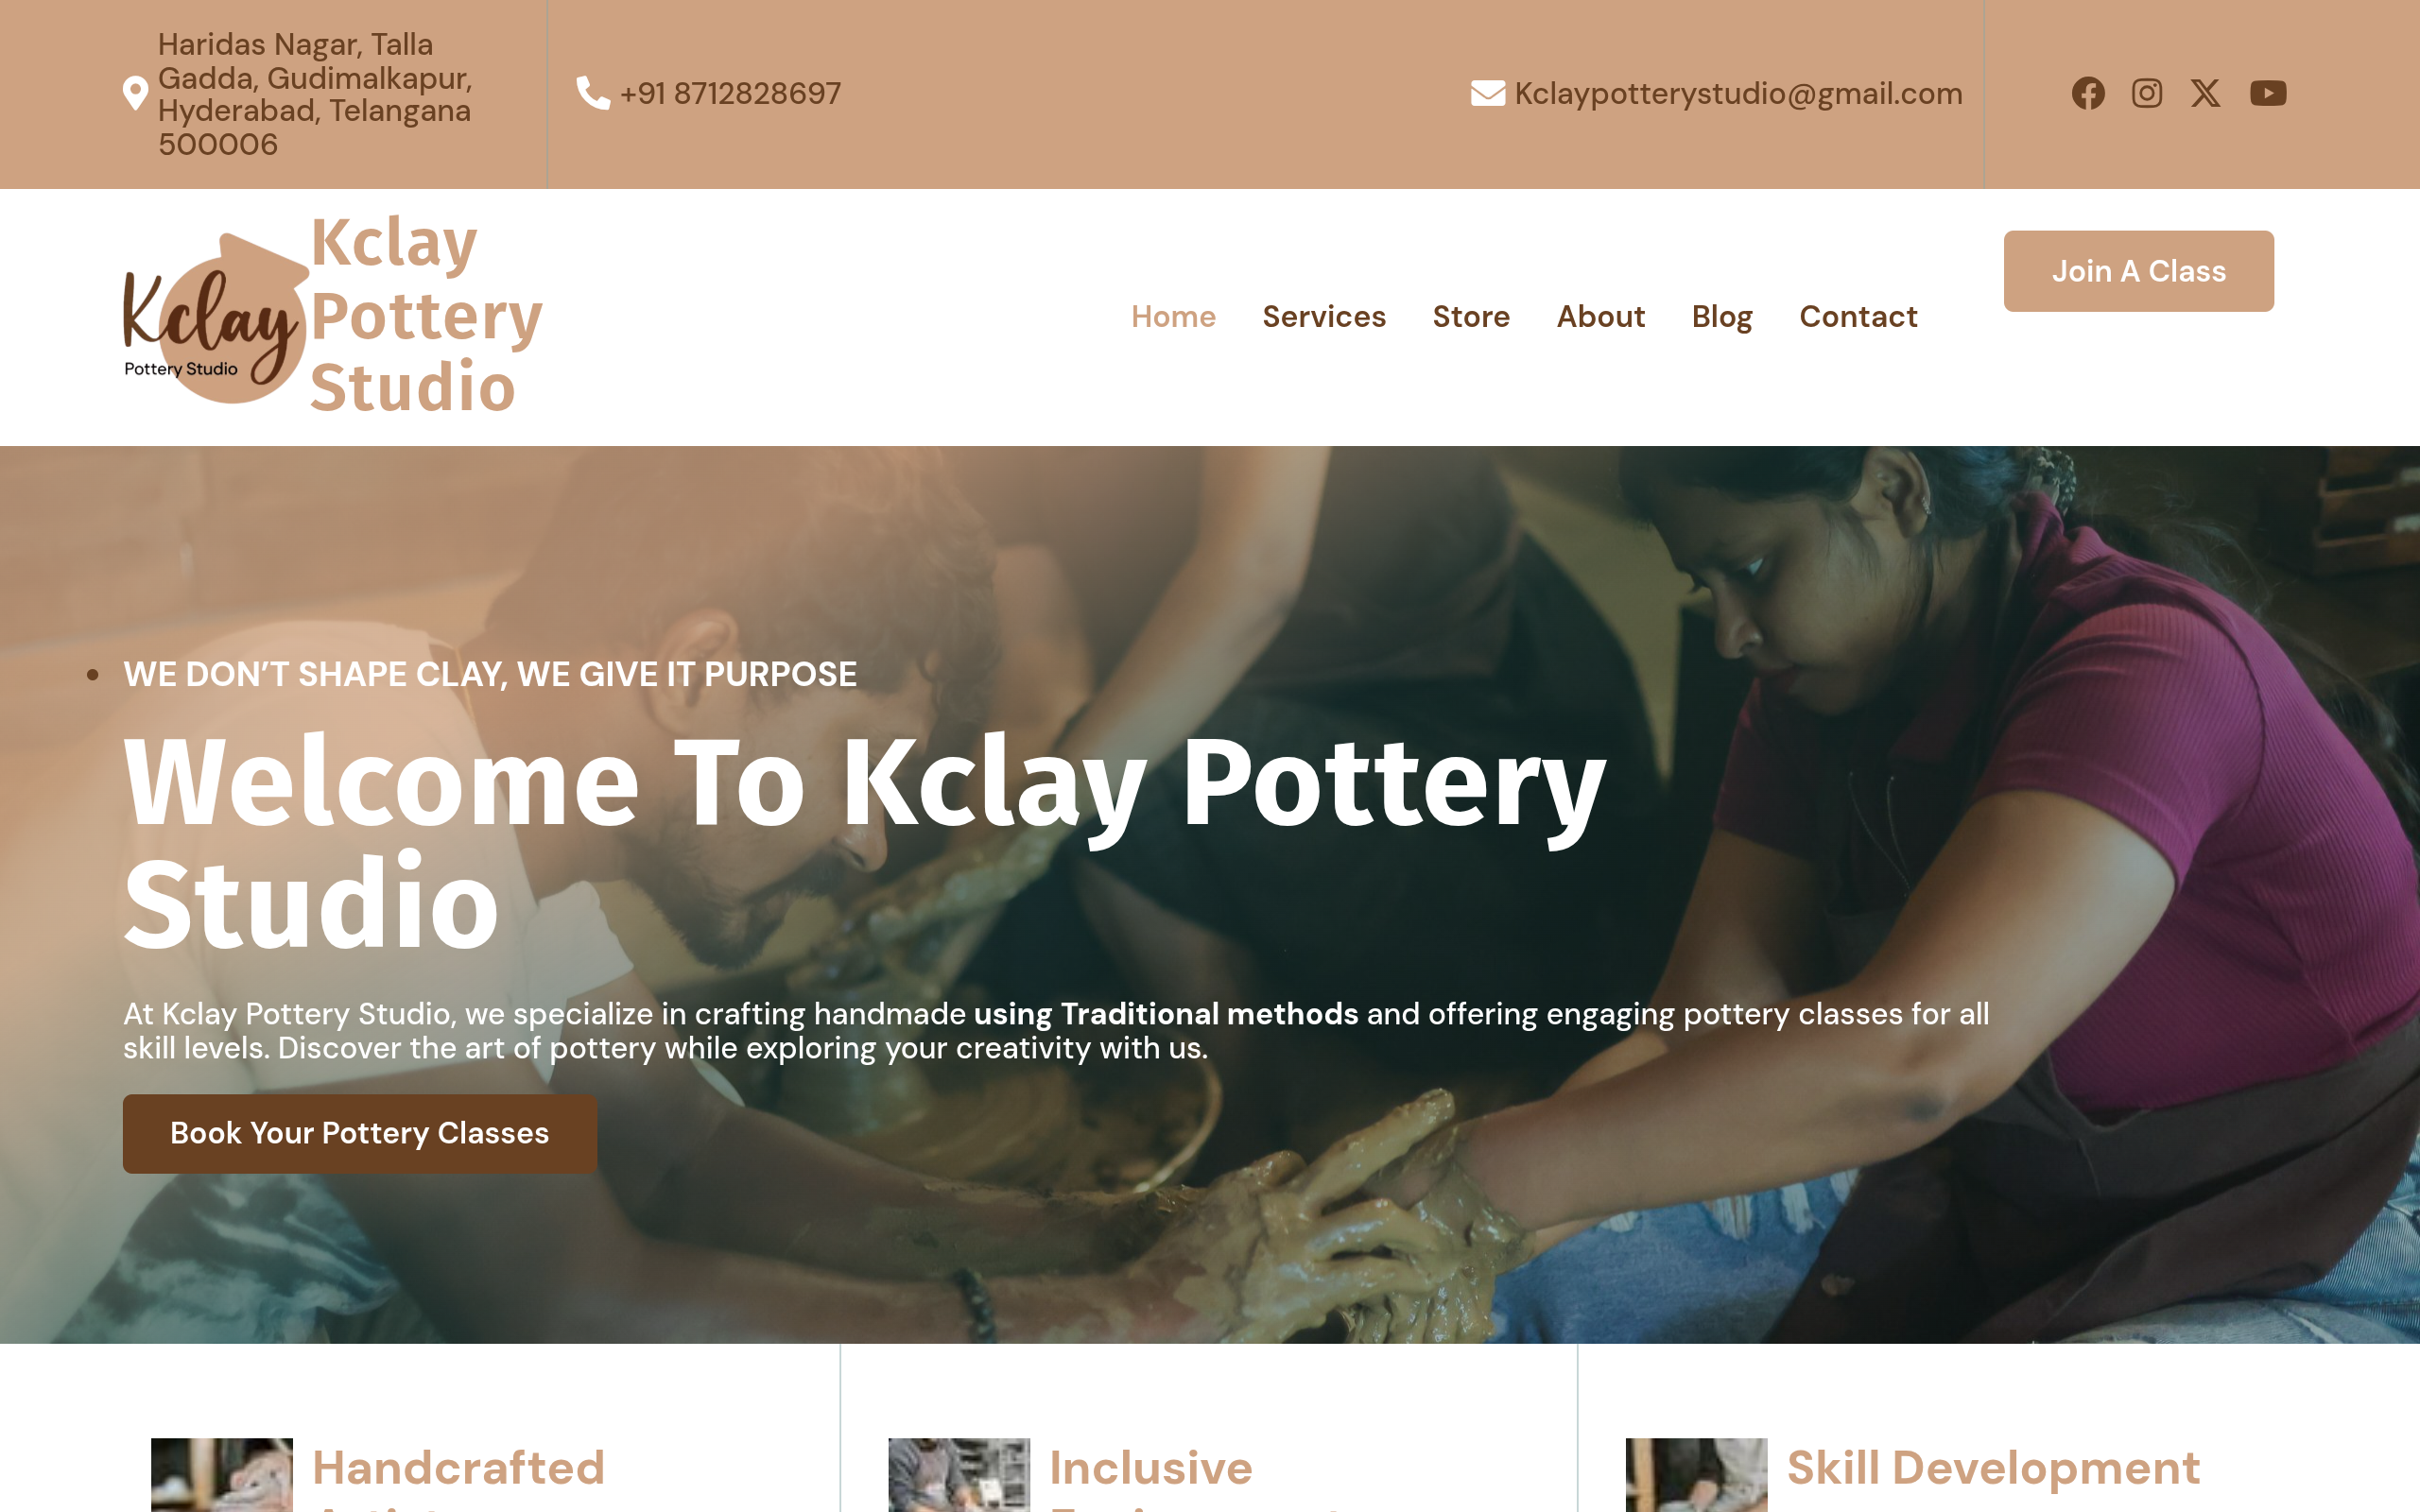 Haridas Nagar, Talla
Gadda, Gudimalkapur,
Hyderabad, Telangana
500006
+91 8712828697
Kclaypotterystudio@gmail.com
Kclay
Pottery Studio
Kclay
Pottery
Studio
Home
Services
Store
About
Blog
Contact
Join A Class
WE DON’T SHAPE CLAY, WE GIVE IT PURPOSE
Welcome To Kclay Pottery
Studio
At Kclay Pottery Studio, we specialize in crafting handmade using Traditional methods and offering engaging pottery classes for all
skill levels. Discover the art of pottery while exploring your creativity with us.
Book Your Pottery Classes
Handcrafted
Inclusive
Skill Development